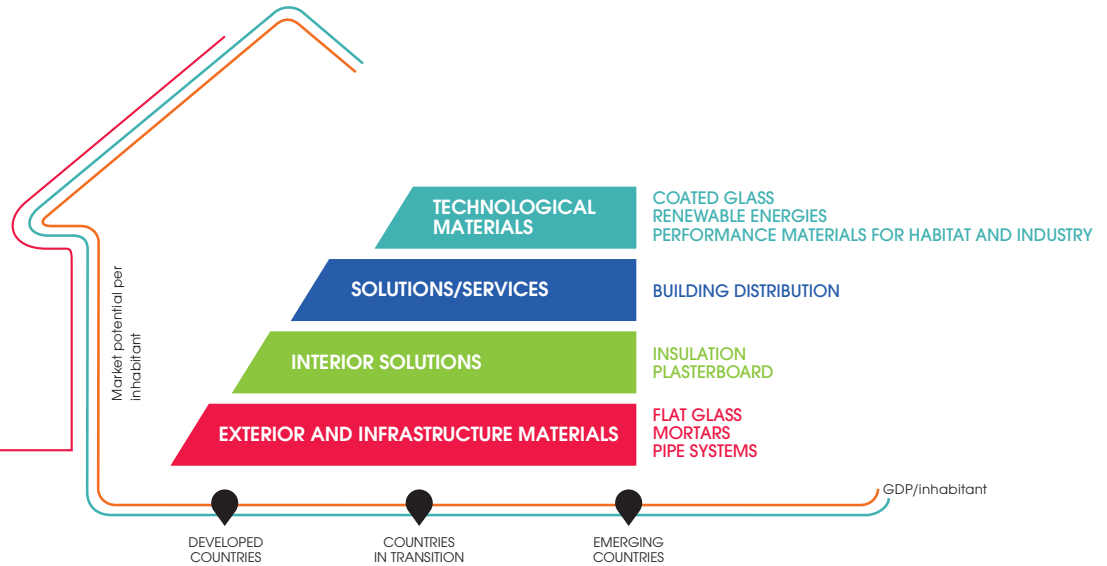 TECHNOLOGICAL
MATERIALS
COATED GLASS
RENEWABLE ENERGIES
PERFORMANCE MATERIALS FOR HABITAT AND INDUSTRY
SOLUTIONS/SERVICES
BUILDING DISTRIBUTION
Market potential per
inhabitant
INTERIOR SOLUTIONS
INSULATION
PLASTERBOARD
EXTERIOR AND INFRASTRUCTURE MATERIALS
FLAT GLASS
MORTARS
PIPE SYSTEMS
GDP/inhabitant
DEVELOPED
COUNTRIES
COUNTRIES
IN TRANSITION
EMERGING
COUNTRIES